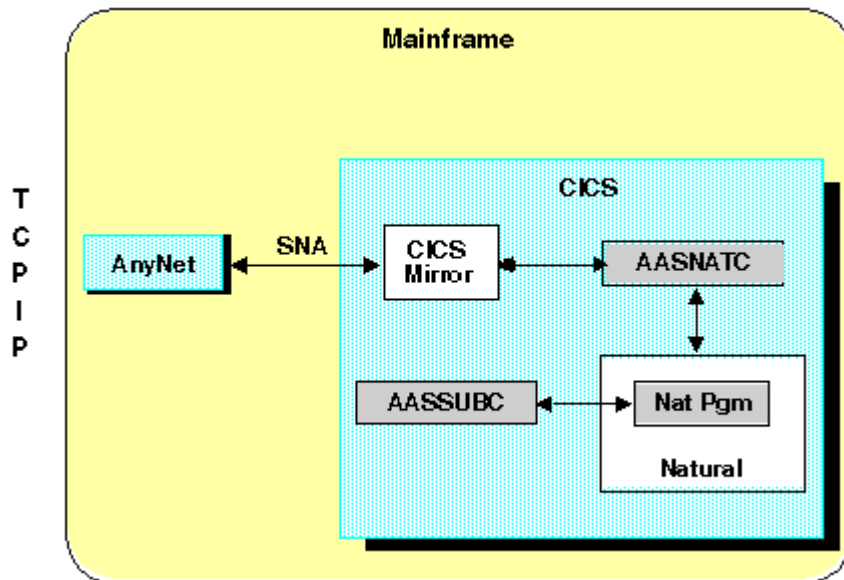 Mainframe
CICS
T
C
P
I
P
AnyNet
SNA
CICS
Mirror
AASNATC
AASSUBC
Nat Pgm
Natural